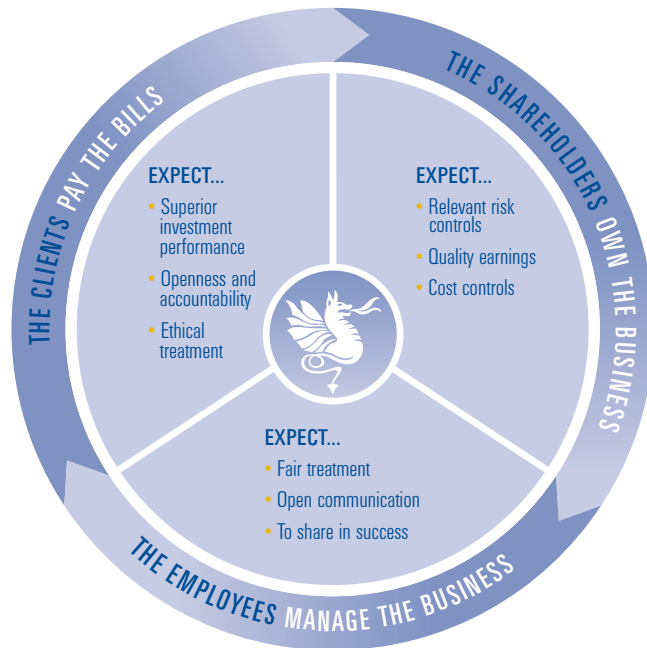 THE CLIENTS PAY THE BILLS
EXPECT...
• Superior
investment
performance
• Openness and
accountability
• Ethical
treatment
THE SHAREHOLDERS OWN THE BUSINESS
EXPECT...
• Relevant risk
controls
• Quality earnings
• Cost controls
EXPECT...
• Fair treatment
• Open communication
• To share in success
THE EMPLOYEES MANAGE THE BUSINESS